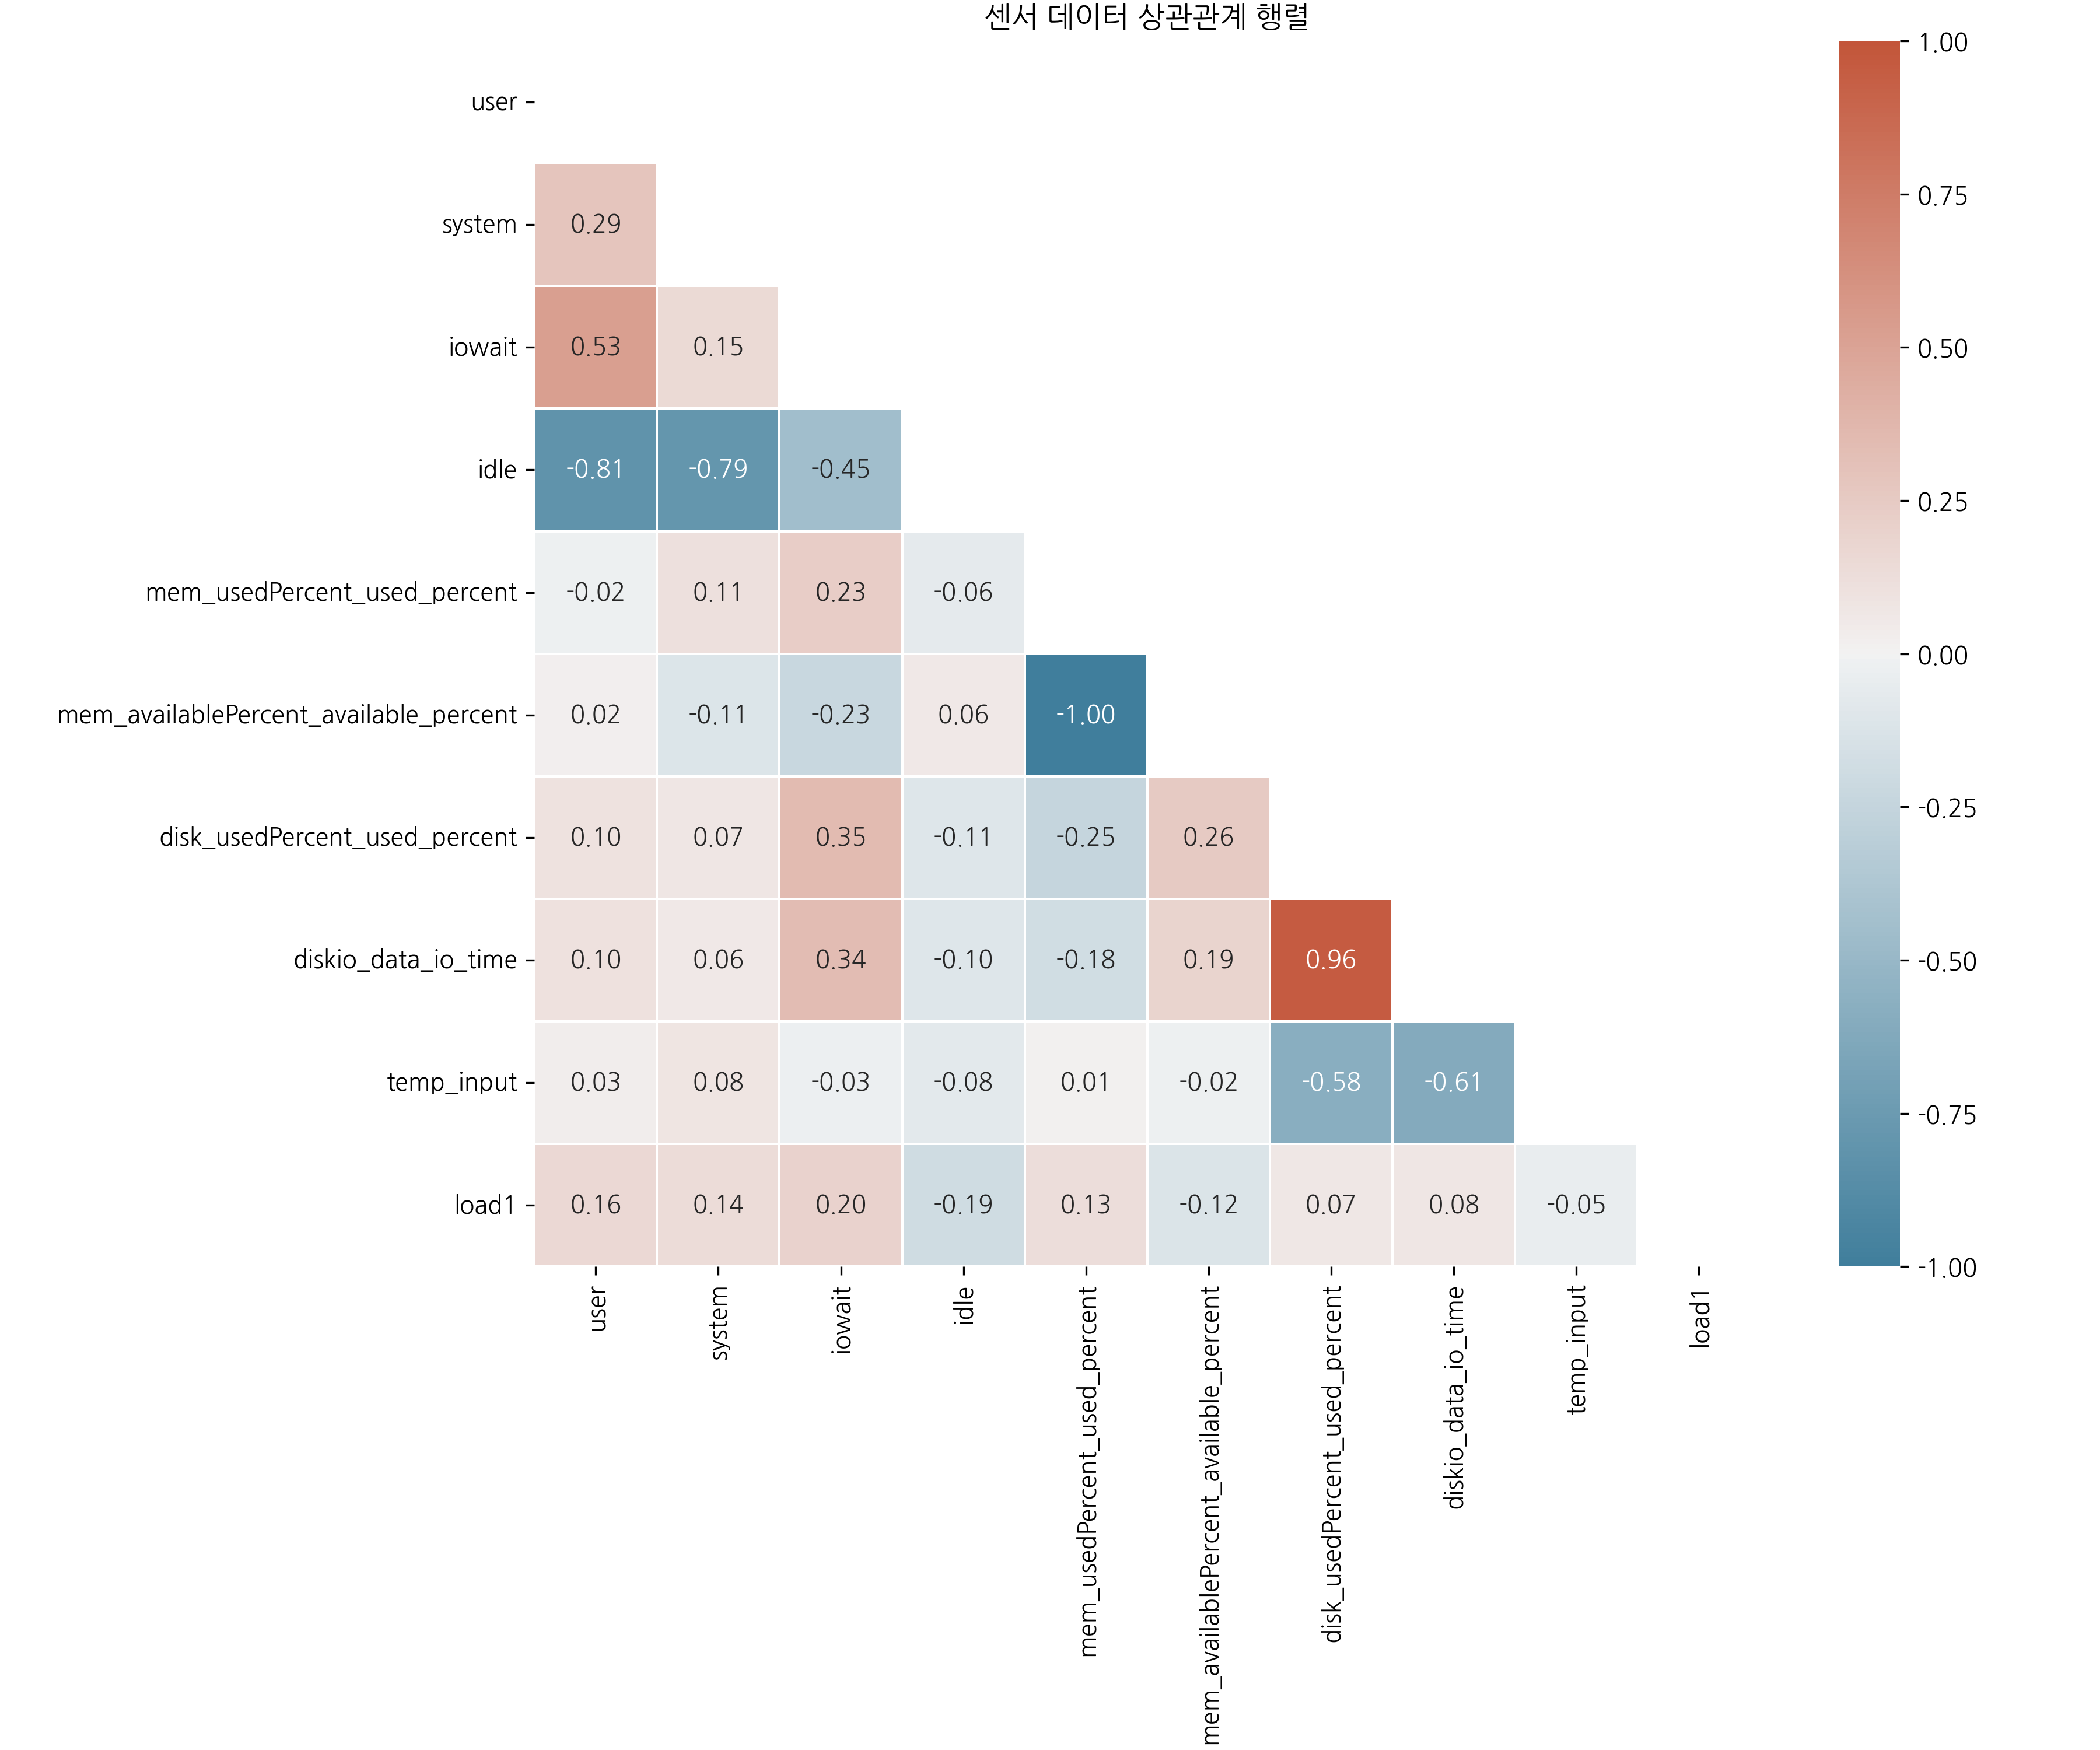 센서 데이터 상관관계 행렬
user
system 0.29
iowait 0.53 0.15
idle -0.81 -0.79 -0.45
mem_usedPercent_used_percent -0.02 0.11 0.23 -0.06
mem_availablePercent_available_percent 0.02 -0.11 -0.23 0.06 -1.00
disk_usedPercent_used_percent 0.10 0.07 0.35 -0.11 -0.25 0.26
diskio_data_io_time 0.10 0.06 0.34 -0.10 -0.18 0.19 0.96
temp_input 0.03 0.08 -0.03 -0.08 0.01 -0.02 -0.58 -0.61
load1 0.16 0.14 0.20 -0.19 0.13 -0.12 0.07 0.08 -0.05
user
system
iowait
idle
mem_usedPercent_used_percent
mem_availablePercent_available_percent
disk_usedPercent_used_percent
diskio_data_io_time
temp_input
load1
1.00
0.75
0.50
0.25
0.00
-0.25
-0.50
-0.75
-1.00